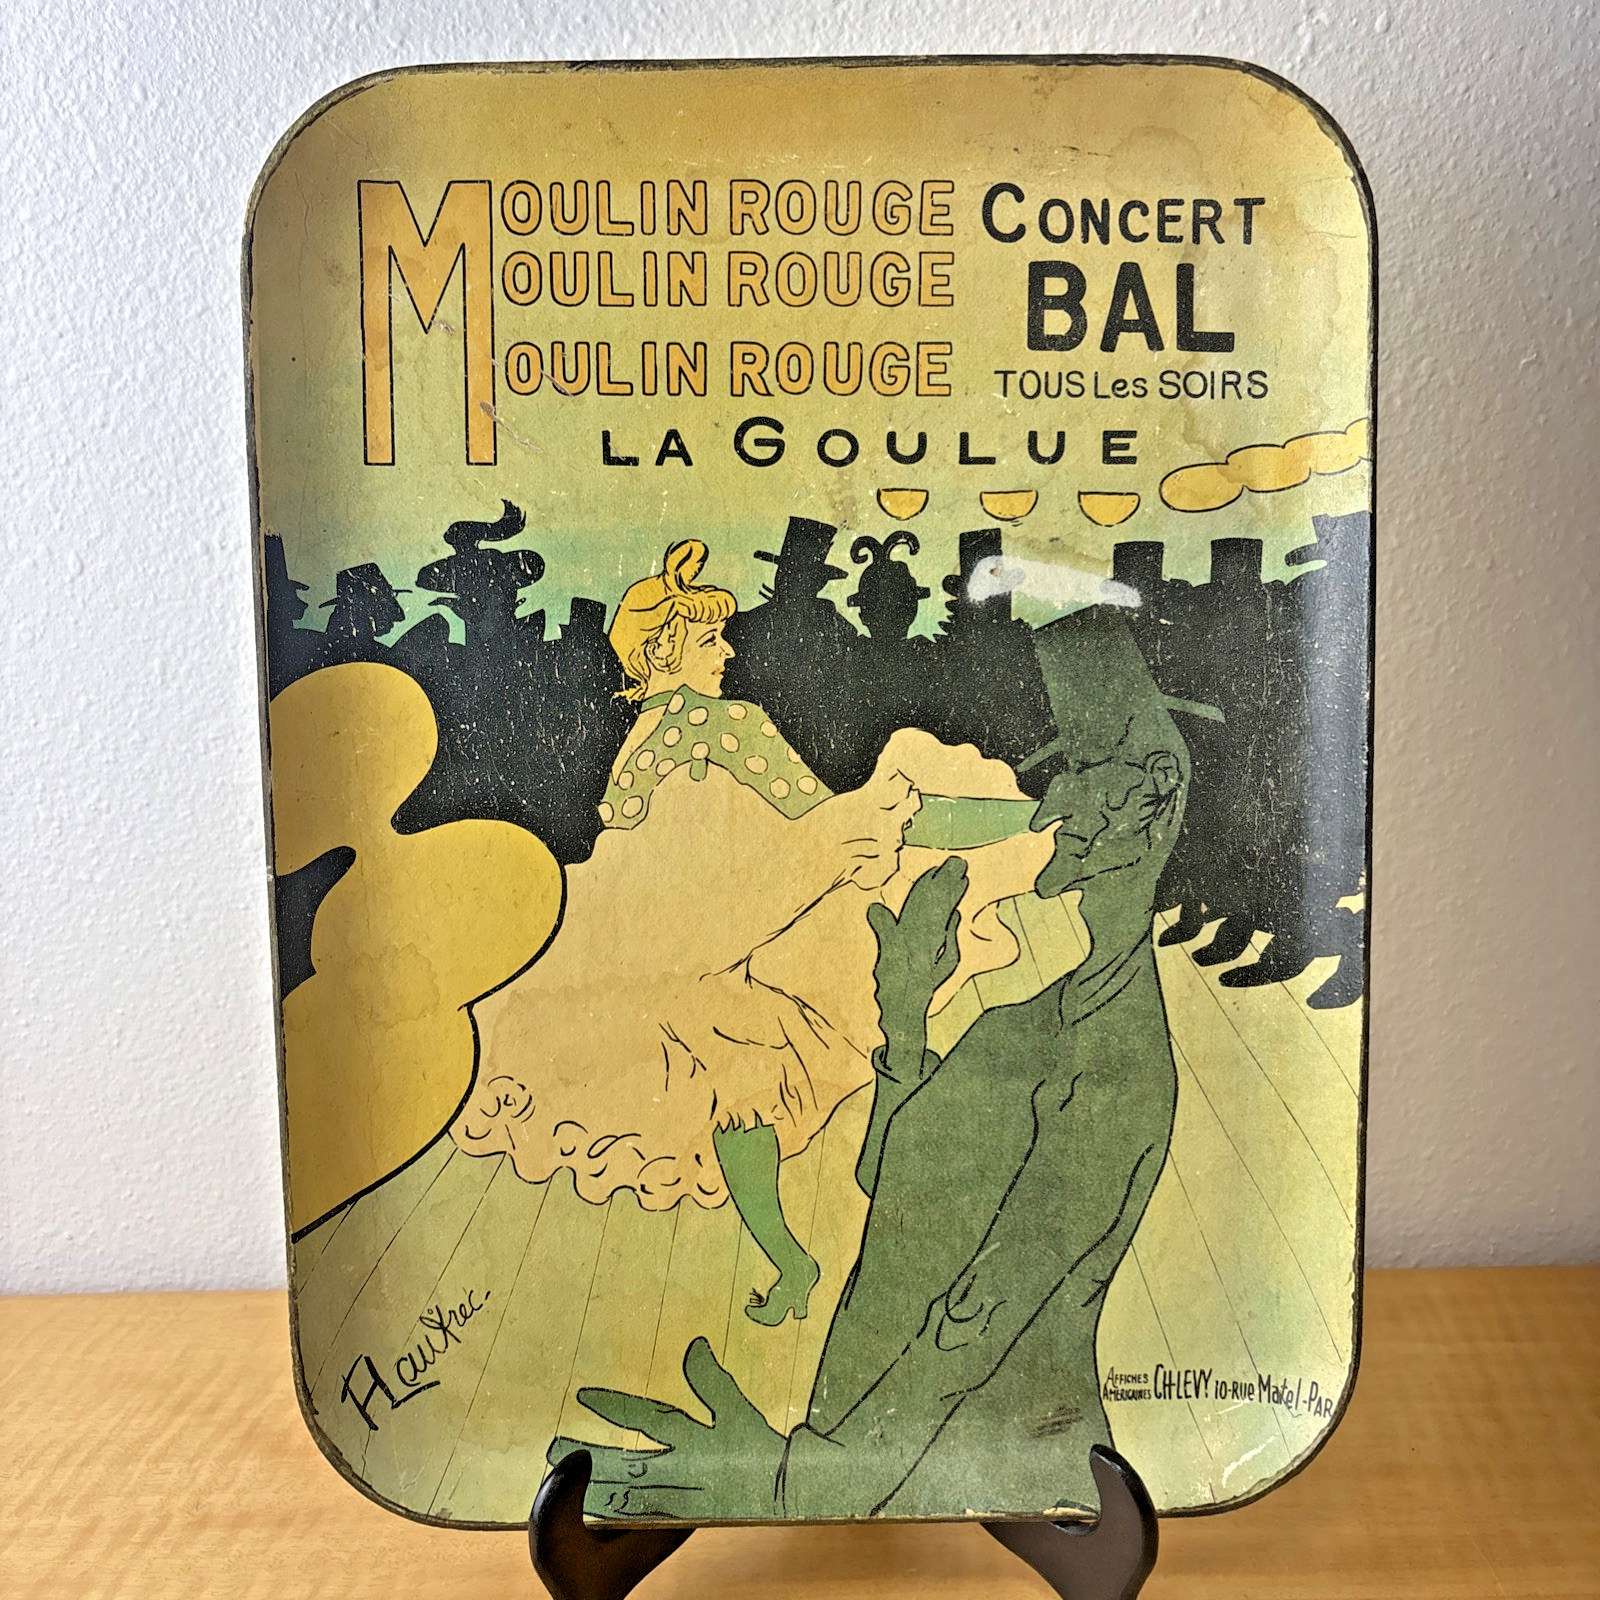 MOULIN ROUGE CONCERT
MOULIN ROUGE BAL
MOULIN ROUGE TOUS Les SOIRS
LA GOULUE
HLautrec.
AFFICHES
AMERICAINES CH-LEVY 10-RUE Martel-PAR